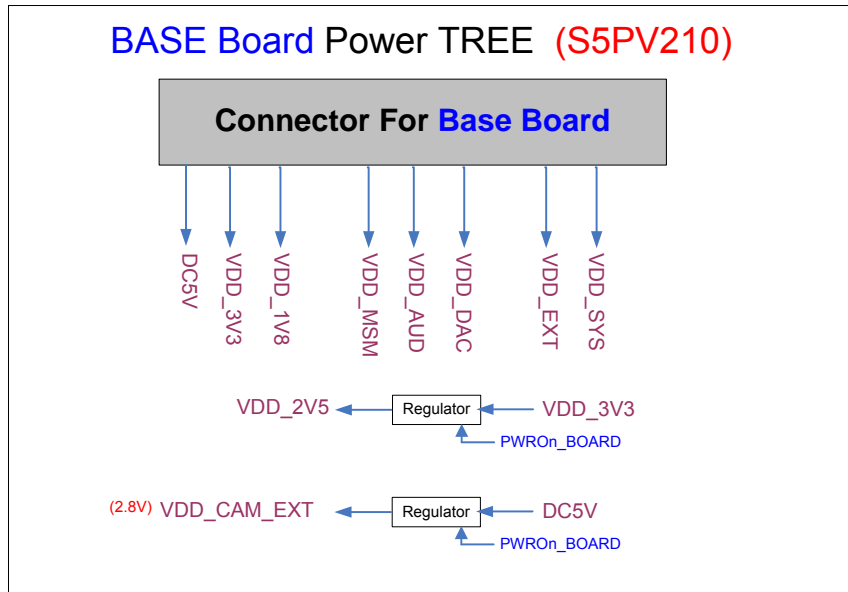 BASE Board Power TREE (S5PV210)
Connector For Base Board
DC5V
VDD_3V3
VDD_1V8
VDD_MSM
VDD_AUD
VDD_DAC
VDD_EXT
VDD_SYS
VDD_2V5 Regulator VDD_3V3
PWROn_BOARD
(2.8V) VDD_CAM_EXT Regulator DC5V
PWROn_BOARD